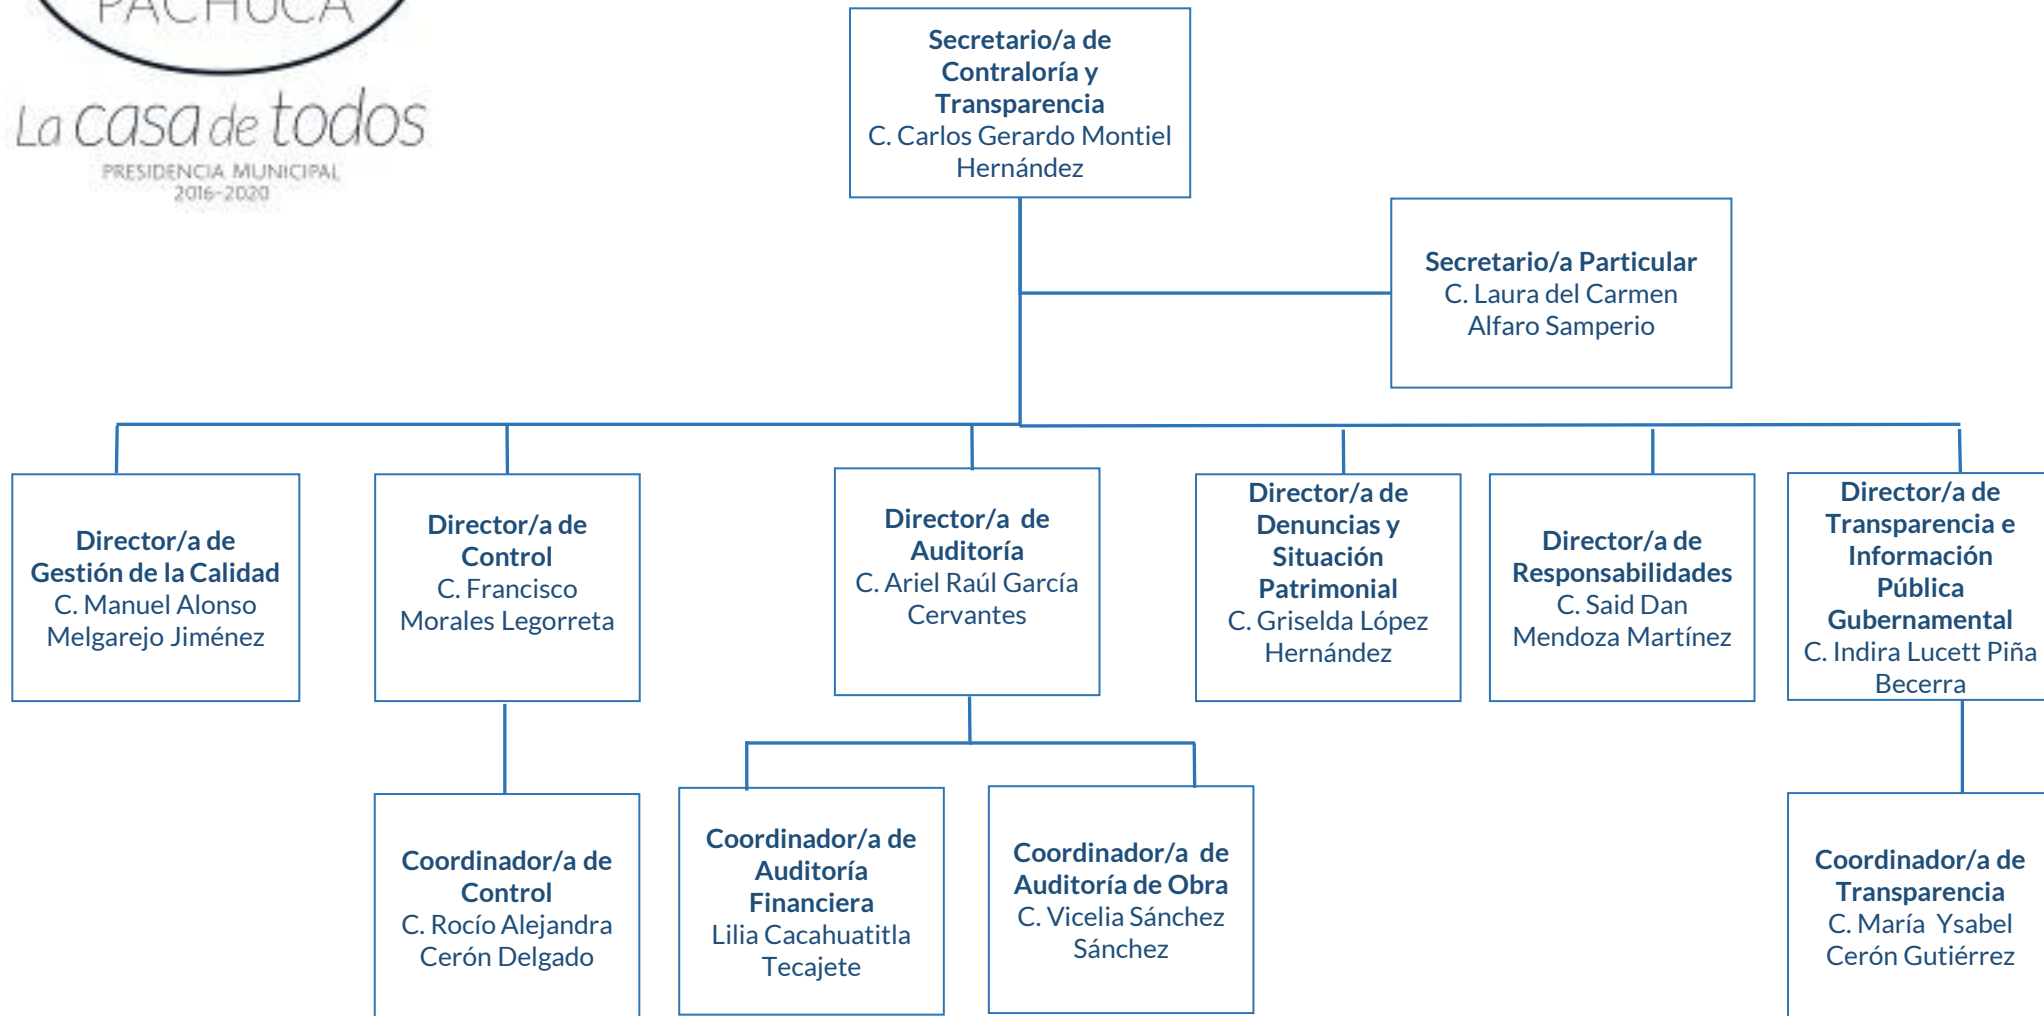 PACHUCA
La casa de todos
PRESIDENCIA MUNICIPAL
2016-2020
Secretario/a de
Contraloría y
Transparencia
C. Carlos Gerardo Montiel
Hernández
Secretario/a Particular
C. Laura del Carmen
Alfaro Samperio
Director/a de
Gestión de la Calidad
C. Manuel Alonso
Melgarejo Jiménez
Director/a de
Control
C. Francisco
Morales Legorreta
Director/a  de
Auditoría
C. Ariel Raúl García
Cervantes
Director/a de
Denuncias y
Situación
Patrimonial
C. Griselda López
Hernández
Director/a de
Responsabilidades
C. Said Dan
Mendoza Martínez
Director/a de
Transparencia e
Información
Pública
Gubernamental
C. Indira Lucett Piña
Becerra
Coordinador/a de
Control
C. Rocío Alejandra
Cerón Delgado
Coordinador/a de
Auditoría
Financiera
Lilia Cacahuatitla
Tecajete
Coordinador/a  de
Auditoría de Obra
C. Vicelia Sánchez
Sánchez
Coordinador/a de
Transparencia
C. María  Ysabel
Cerón Gutiérrez